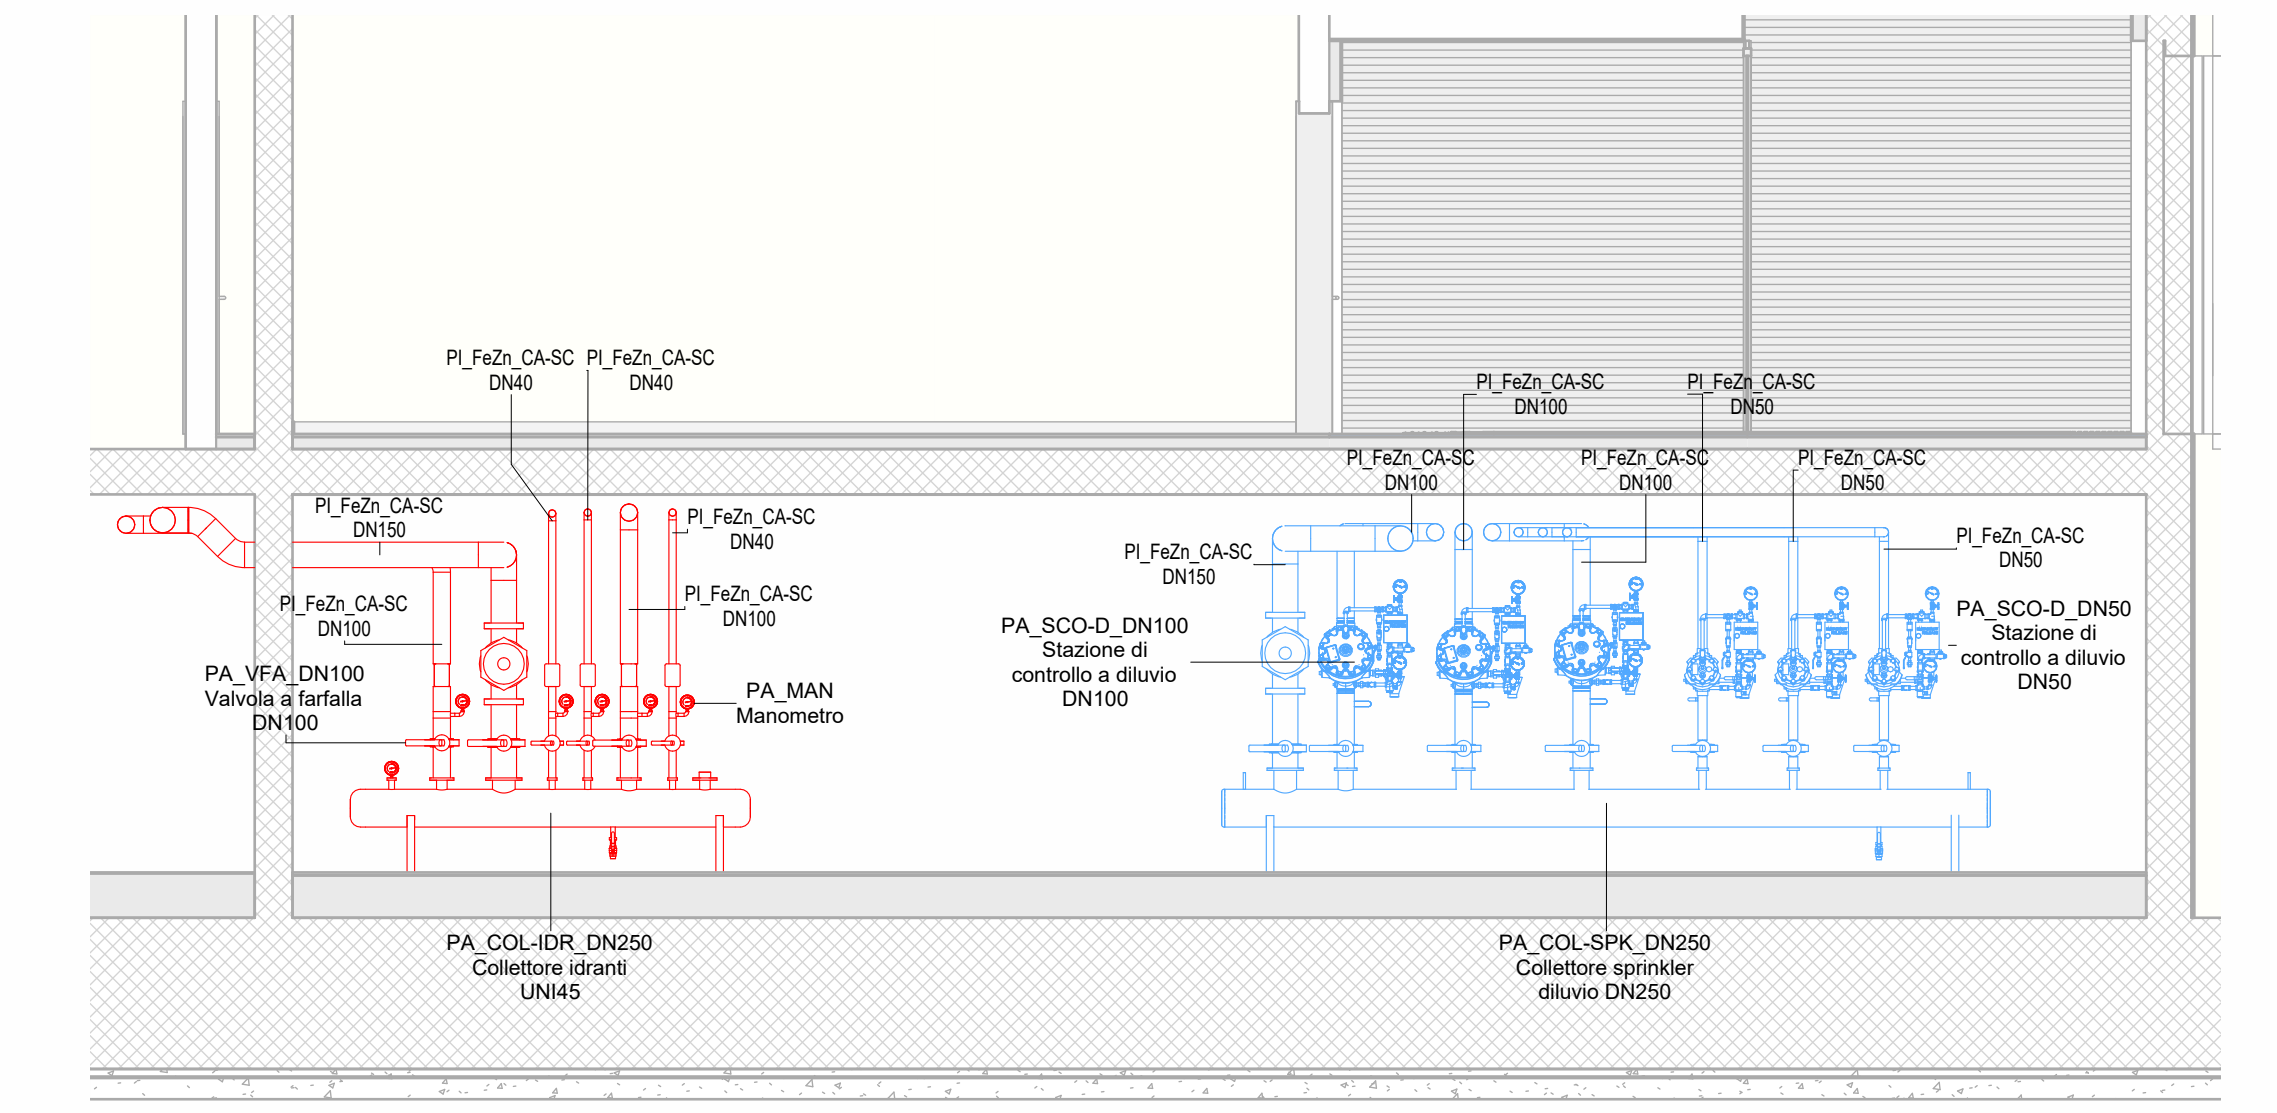 PI_FeZn_CA-SC
DN40
PI_FeZn_CA-SC
DN40
PI_FeZn_CA-SC
DN100
PI_FeZn_CA-SC
DN50
PI_FeZn_CA-SC
DN100
PI_FeZn_CA-SC
DN100
PI_FeZn_CA-SC
DN50
PI_FeZn_CA-SC
DN150
PI_FeZn_CA-SC
DN40
PI_FeZn_CA-SC
DN150
PI_FeZn_CA-SC
DN50
PI_FeZn_CA-SC
DN100
PI_FeZn_CA-SC
DN100
PA_SCO-D_DN100
Stazione di
controllo a diluvio
DN100
PA_SCO-D_DN50
Stazione di
controllo a diluvio
DN50
PA_VFA_DN100
Valvola a farfalla
DN100
PA_MAN
Manometro
PA_COL-IDR_DN250
Collettore idranti
UNI45
PA_COL-SPK_DN250
Collettore sprinkler
diluvio DN250